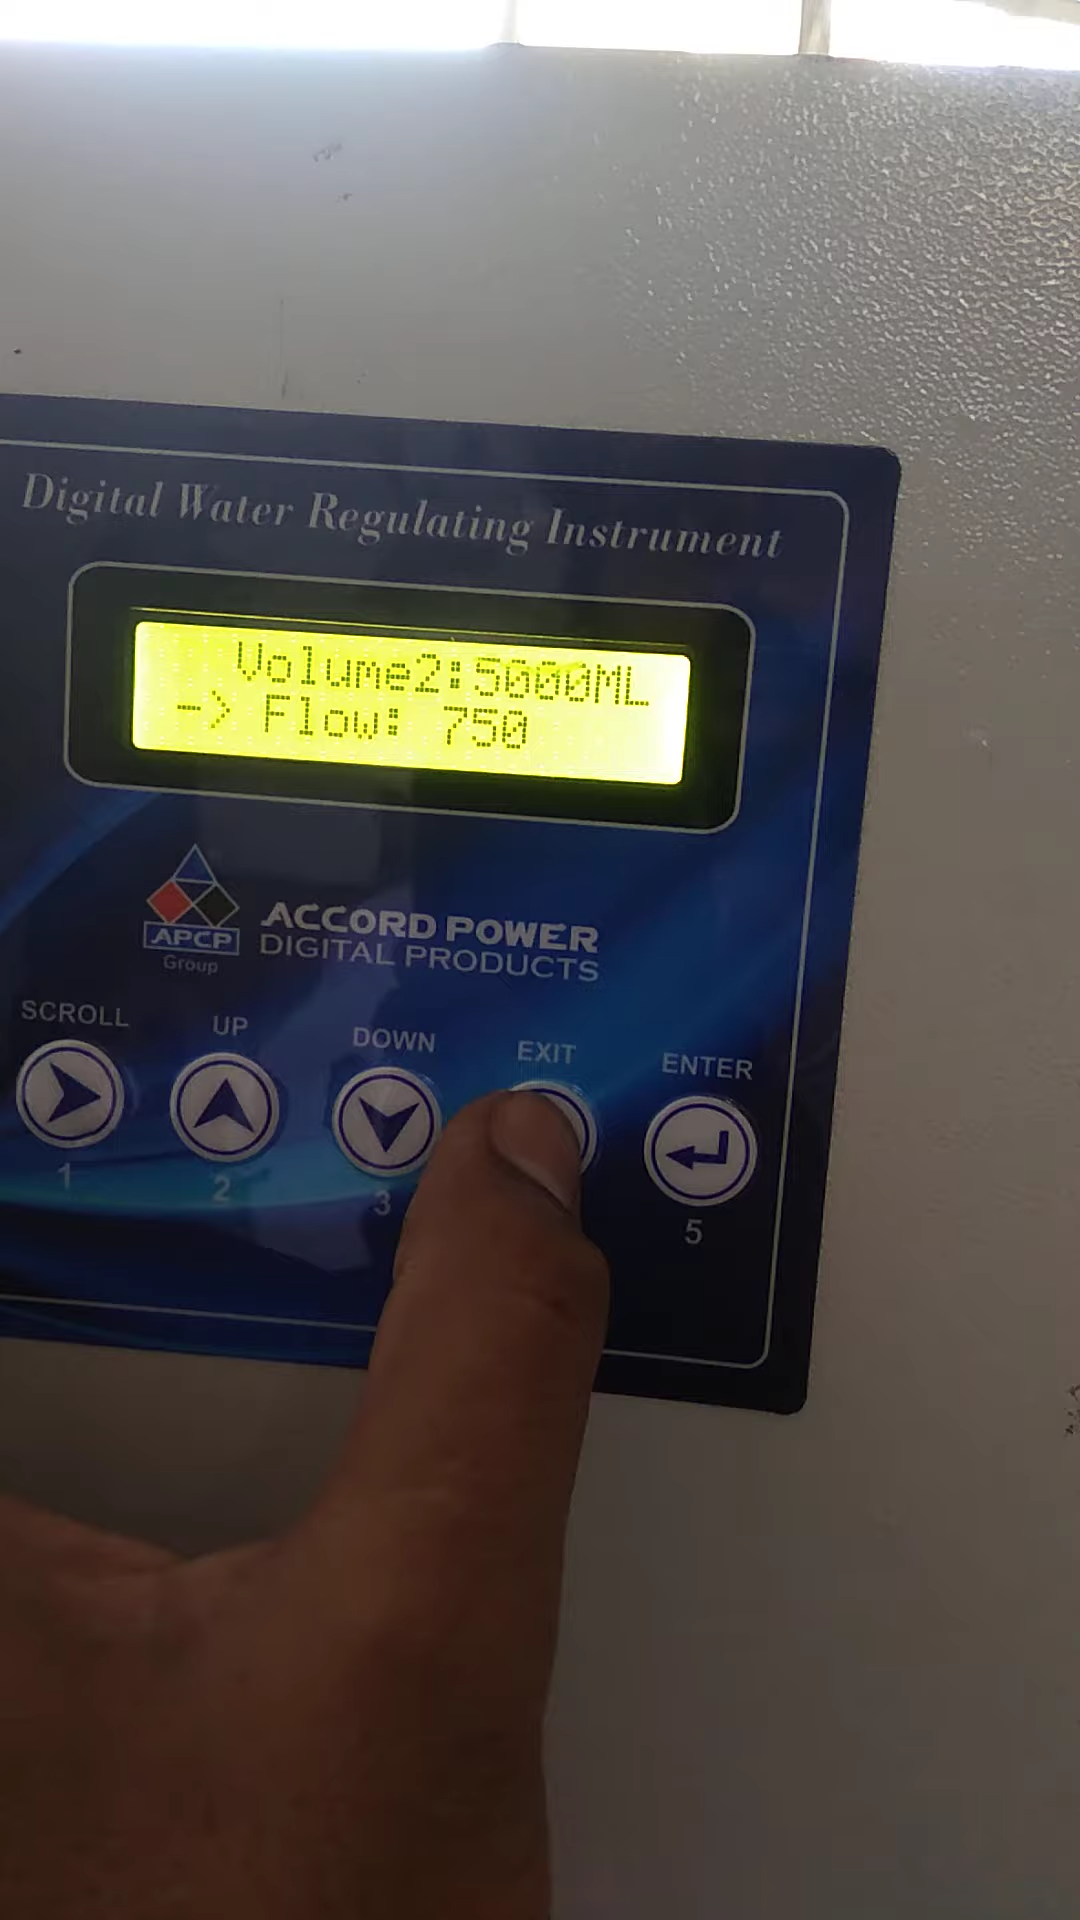 Digital Water Regulating Instrument
Volume2:5000ML
-> Flow: 750
APCP
Group
ACCORD POWER
DIGITAL PRODUCTS
SCROLL UP DOWN EXIT ENTER
1 2 3 5